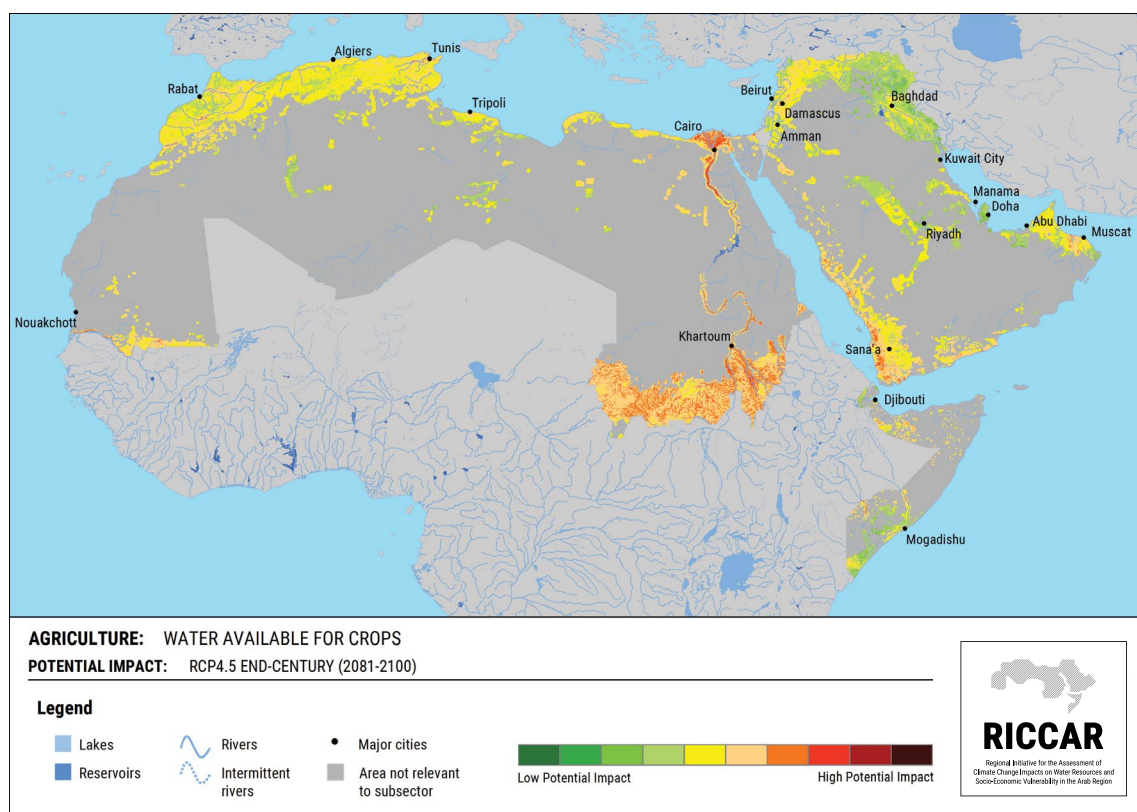 Algiers
Tunis
Rabat
Tripoli
Beirut
Damascus
Amman
Baghdad
Cairo
Kuwait City
Manama
Doha
Abu Dhabi
Muscat
Riyadh
Nouakchott
Khartoum
Sana'a
Djibouti
Mogadishu
AGRICULTURE: WATER AVAILABLE FOR CROPS
POTENTIAL IMPACT: RCP4.5 END-CENTURY (2081-2100)
Legend
Lakes
Reservoirs
Rivers
Intermittent
rivers
Major cities
Area not relevant
to subsector
Low Potential Impact
High Potential Impact
RICCAR
Regional Initiative for the Assessment of
Climate Change Impacts on Water Resources and
Socio-Economic Vulnerability in the Arab Region